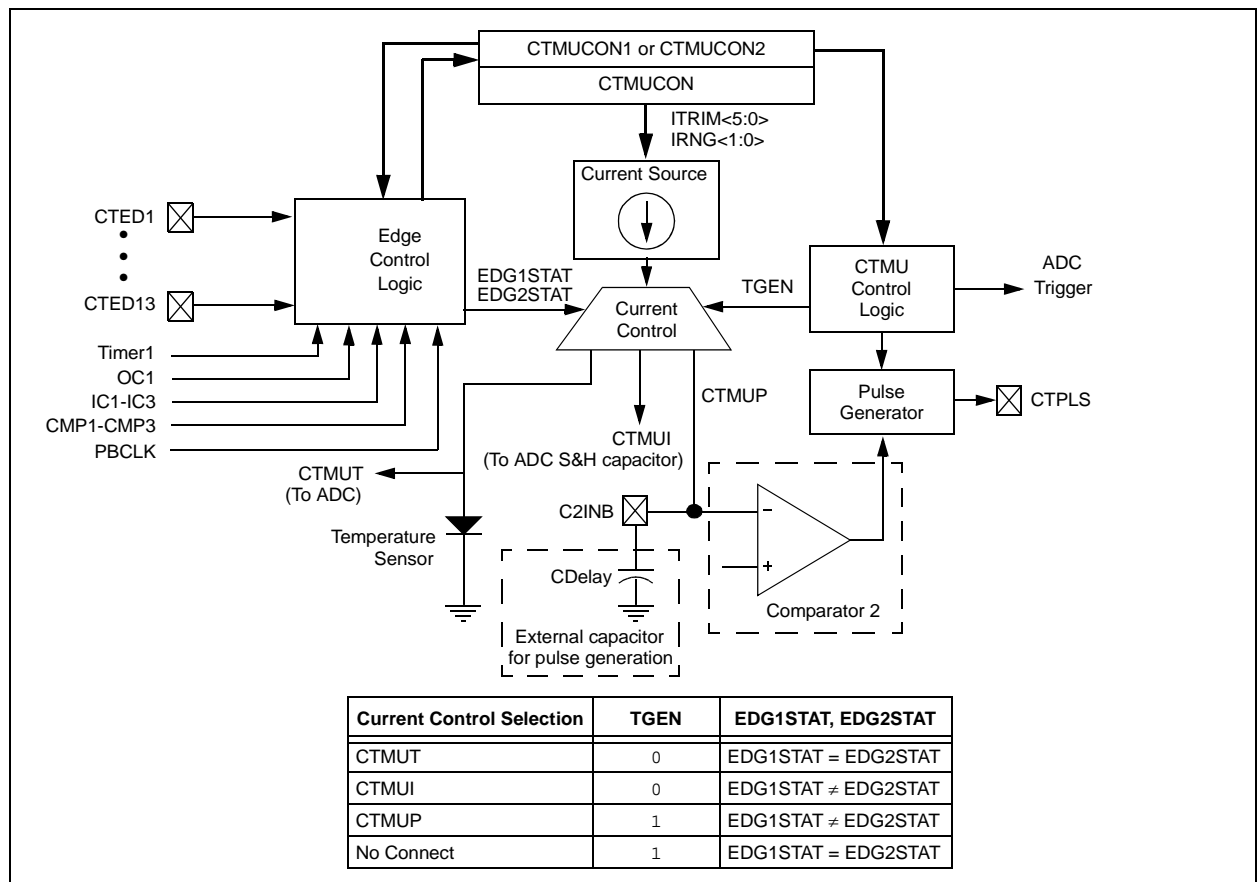 CTMUCON1 or CTMUCON2
CTMUCON
ITRIM<5:0>
IRNG<1:0>
Current Source
CTED1
CTED13
Edge
Control
Logic
EDG1STAT
EDG2STAT
Current
Control
TGEN
CTMU
Control
Logic
ADC
Trigger
Timer1
OC1
IC1-IC3
CMP1-CMP3
PBCLK
CTMUP
Pulse
Generator
CTPLS
CTMUI
(To ADC S&H capacitor)
CTMUT
(To ADC)
C2INB
Temperature
Sensor
CDelay
External capacitor
for pulse generation
–
+
Comparator 2
Current Control Selection TGEN EDG1STAT, EDG2STAT
CTMUT 0 EDG1STAT = EDG2STAT
CTMUI 0 EDG1STAT ≠ EDG2STAT
CTMUP 1 EDG1STAT ≠ EDG2STAT
No Connect 1 EDG1STAT = EDG2STAT